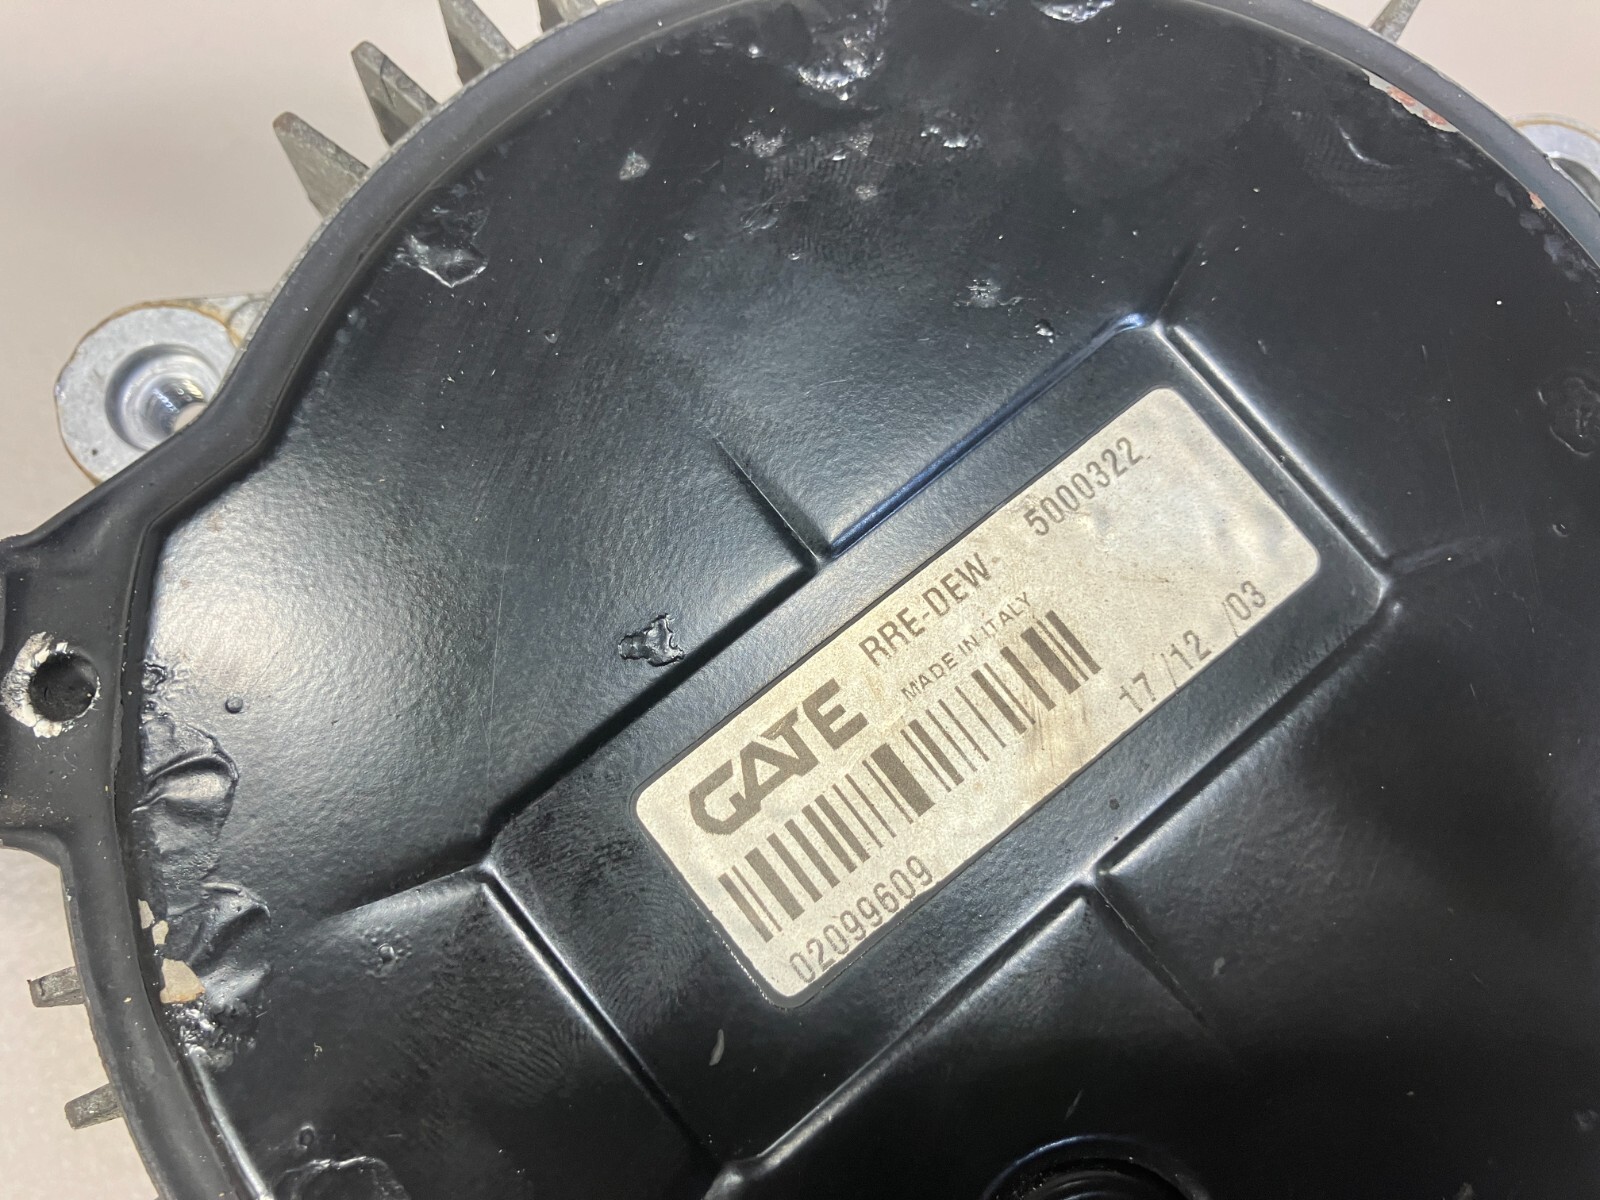 GATE RRE-DEW- 5000322
MADE IN ITALY
02099609 17/12 /03